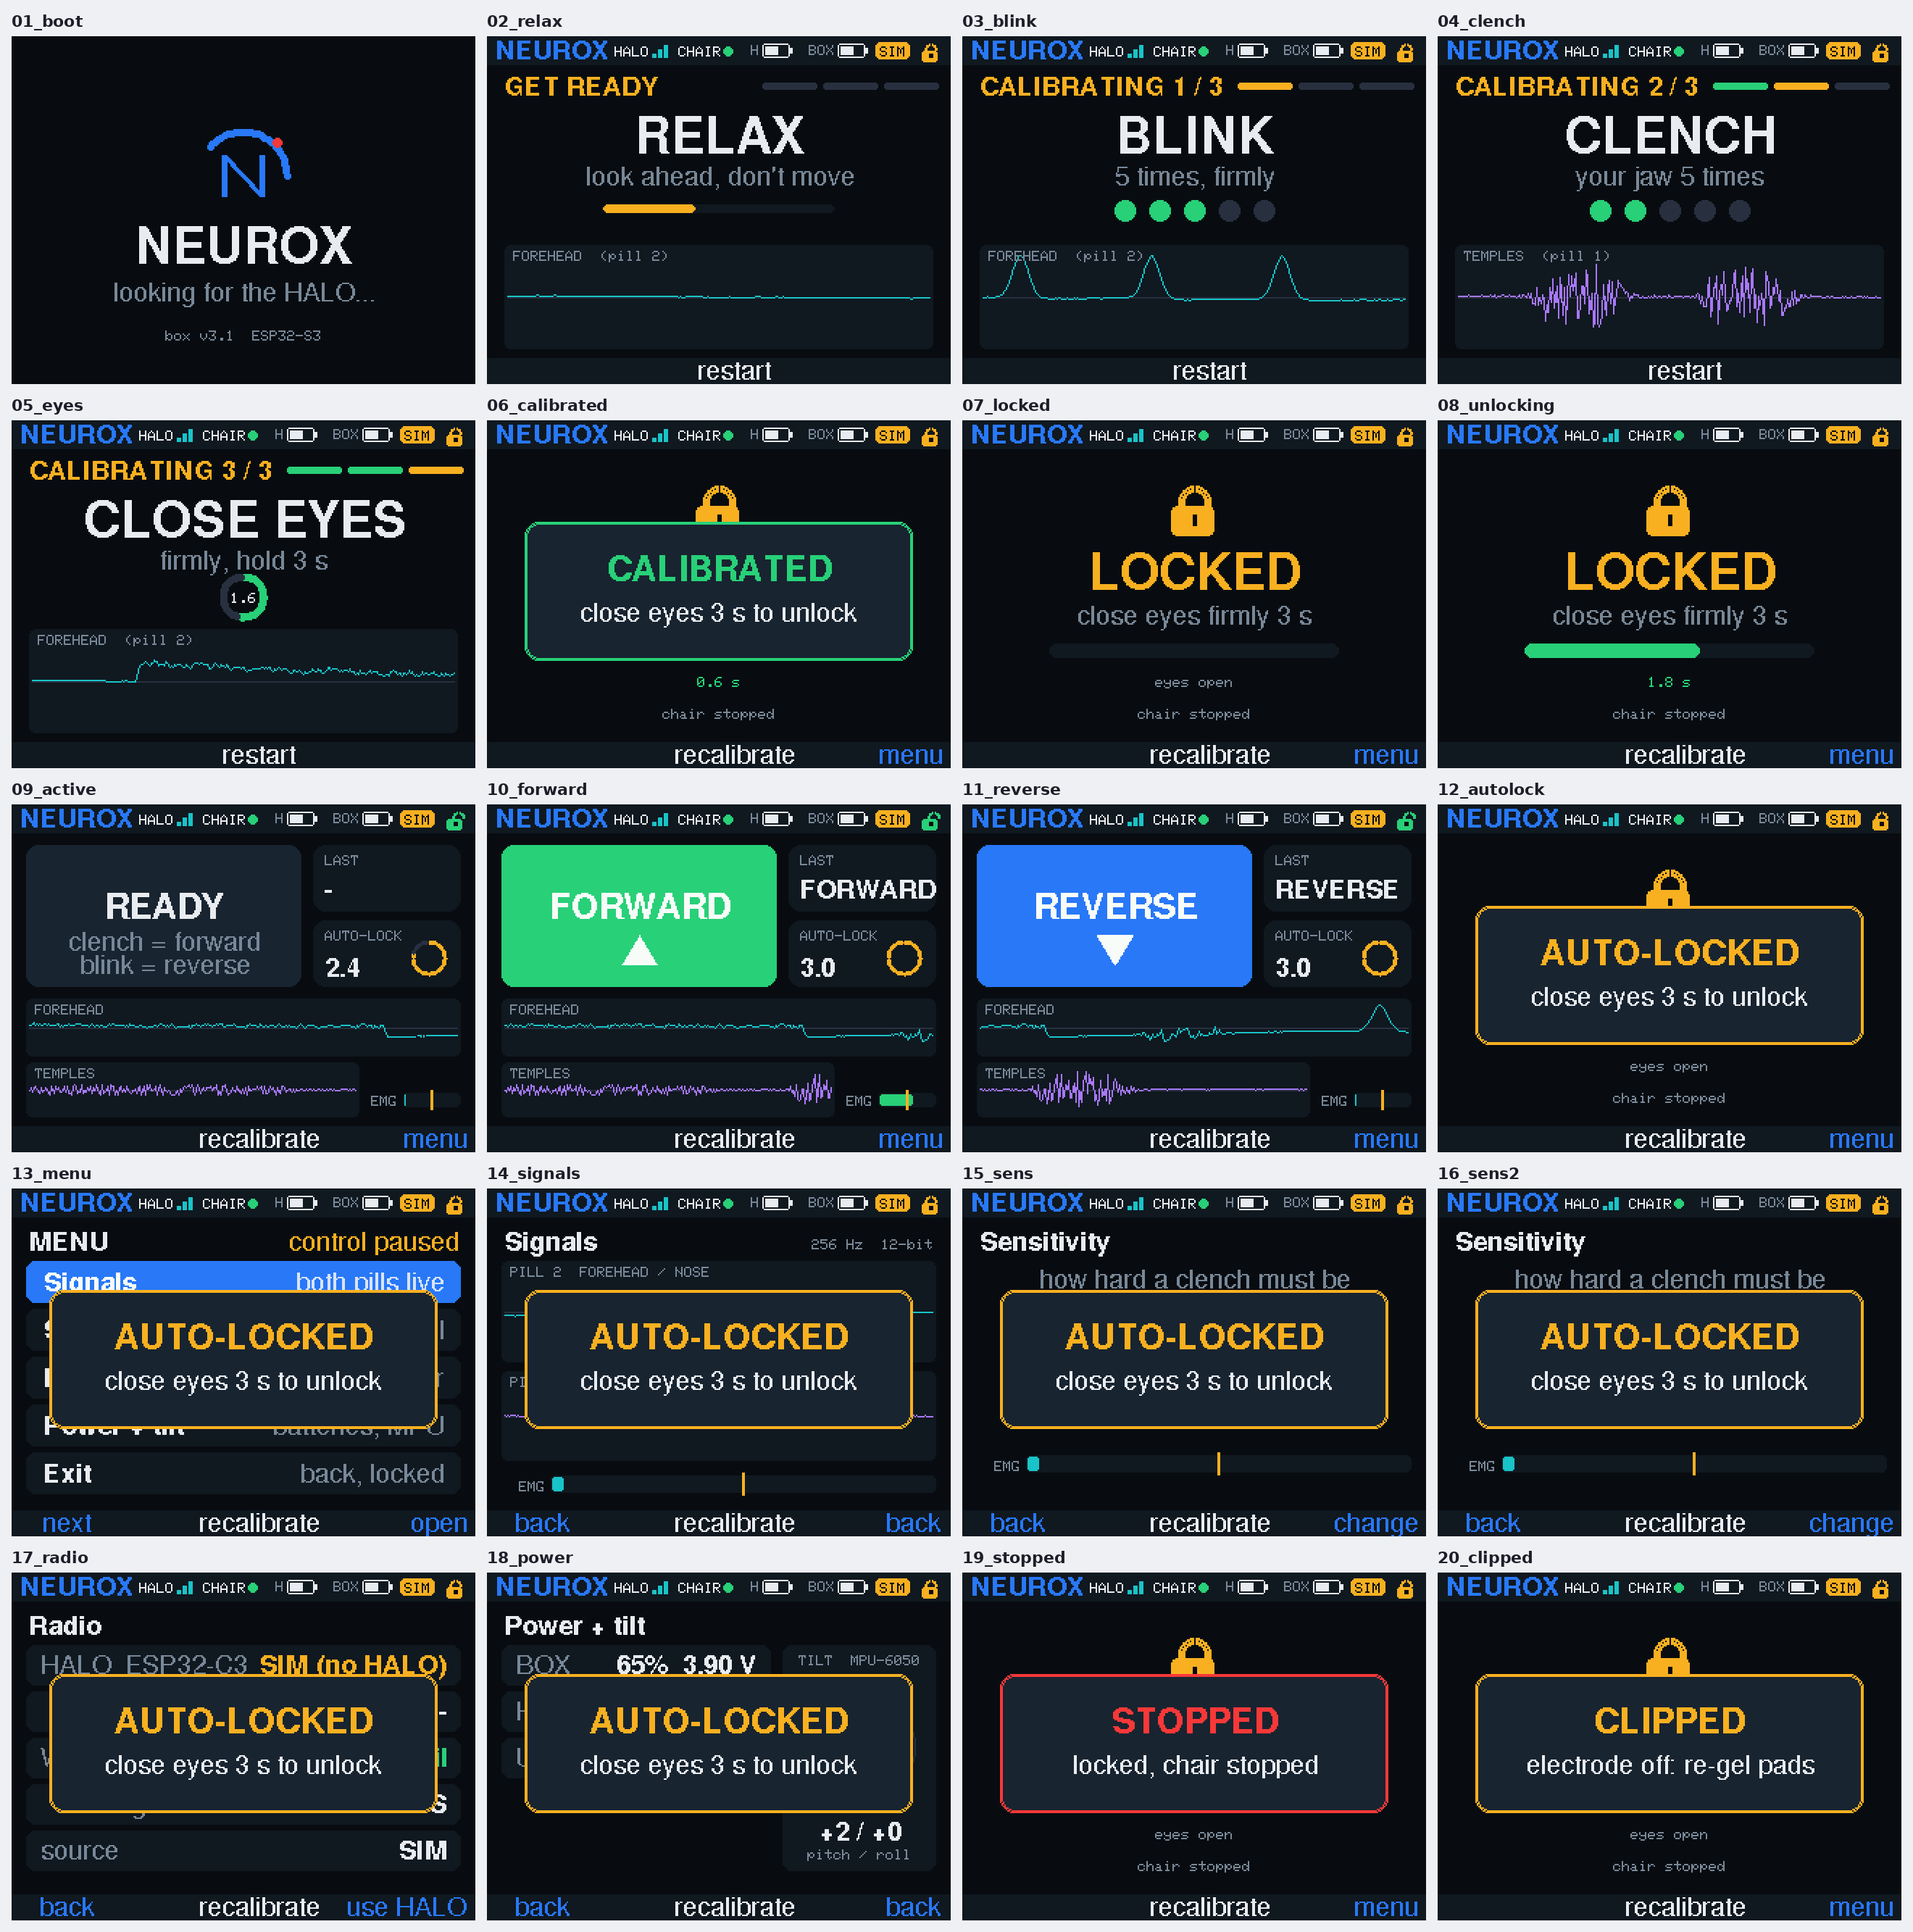 01_boot
NEUROX
looking for the HALO...
box v3.1 ESP32-S3
02_relax
NEUROX HALO CHAIR H BOX SIM
GET READY
RELAX
look ahead, don't move
FOREHEAD (pill 2)
restart
03_blink
NEUROX HALO CHAIR H BOX SIM
CALIBRATING 1 / 3
BLINK
5 times, firmly
FOREHEAD (pill 2)
restart
04_clench
NEUROX HALO CHAIR H BOX SIM
CALIBRATING 2 / 3
CLENCH
your jaw 5 times
TEMPLES (pill 1)
restart
05_eyes
NEUROX HALO CHAIR H BOX SIM
CALIBRATING 3 / 3
CLOSE EYES
firmly, hold 3 s
1.6
FOREHEAD (pill 2)
restart
06_calibrated
NEUROX HALO CHAIR H BOX SIM
CALIBRATED
close eyes 3 s to unlock
0.6 s
chair stopped
recalibrate menu
07_locked
NEUROX HALO CHAIR H BOX SIM
LOCKED
close eyes firmly 3 s
eyes open
chair stopped
recalibrate menu
08_unlocking
NEUROX HALO CHAIR H BOX SIM
LOCKED
close eyes firmly 3 s
1.8 s
chair stopped
recalibrate menu
09_active
NEUROX HALO CHAIR H BOX SIM
READY
clench = forward
blink = reverse
LAST
-
AUTO-LOCK
2.4
FOREHEAD
TEMPLES
EMG
recalibrate menu
10_forward
NEUROX HALO CHAIR H BOX SIM
FORWARD
LAST
FORWARD
AUTO-LOCK
3.0
FOREHEAD
TEMPLES
EMG
recalibrate menu
11_reverse
NEUROX HALO CHAIR H BOX SIM
REVERSE
LAST
REVERSE
AUTO-LOCK
3.0
FOREHEAD
TEMPLES
EMG
recalibrate menu
12_autolock
NEUROX HALO CHAIR H BOX SIM
AUTO-LOCKED
close eyes 3 s to unlock
eyes open
chair stopped
recalibrate menu
13_menu
NEUROX HALO CHAIR H BOX SIM
MENU control paused
Signals both pills live
AUTO-LOCKED
close eyes 3 s to unlock
Power + tilt batteries, MPU
Exit back, locked
next recalibrate open
14_signals
NEUROX HALO CHAIR H BOX SIM
Signals 256 Hz 12-bit
PILL 2 FOREHEAD / NOSE
AUTO-LOCKED
close eyes 3 s to unlock
PI
EMG
back recalibrate back
15_sens
NEUROX HALO CHAIR H BOX SIM
Sensitivity
how hard a clench must be
AUTO-LOCKED
close eyes 3 s to unlock
EMG
back recalibrate change
16_sens2
NEUROX HALO CHAIR H BOX SIM
Sensitivity
how hard a clench must be
AUTO-LOCKED
close eyes 3 s to unlock
EMG
back recalibrate change
17_radio
NEUROX HALO CHAIR H BOX SIM
Radio
HALO ESP32-C3 SIM (no HALO)
AUTO-LOCKED
close eyes 3 s to unlock
source SIM
back recalibrate use HALO
18_power
NEUROX HALO CHAIR H BOX SIM
Power + tilt
BOX 65% 3.90 V
TILT MPU-6050
AUTO-LOCKED
close eyes 3 s to unlock
+2 / +0
pitch / roll
back recalibrate back
19_stopped
NEUROX HALO CHAIR H BOX SIM
STOPPED
locked, chair stopped
eyes open
chair stopped
recalibrate menu
20_clipped
NEUROX HALO CHAIR H BOX SIM
CLIPPED
electrode off: re-gel pads
eyes open
chair stopped
recalibrate menu